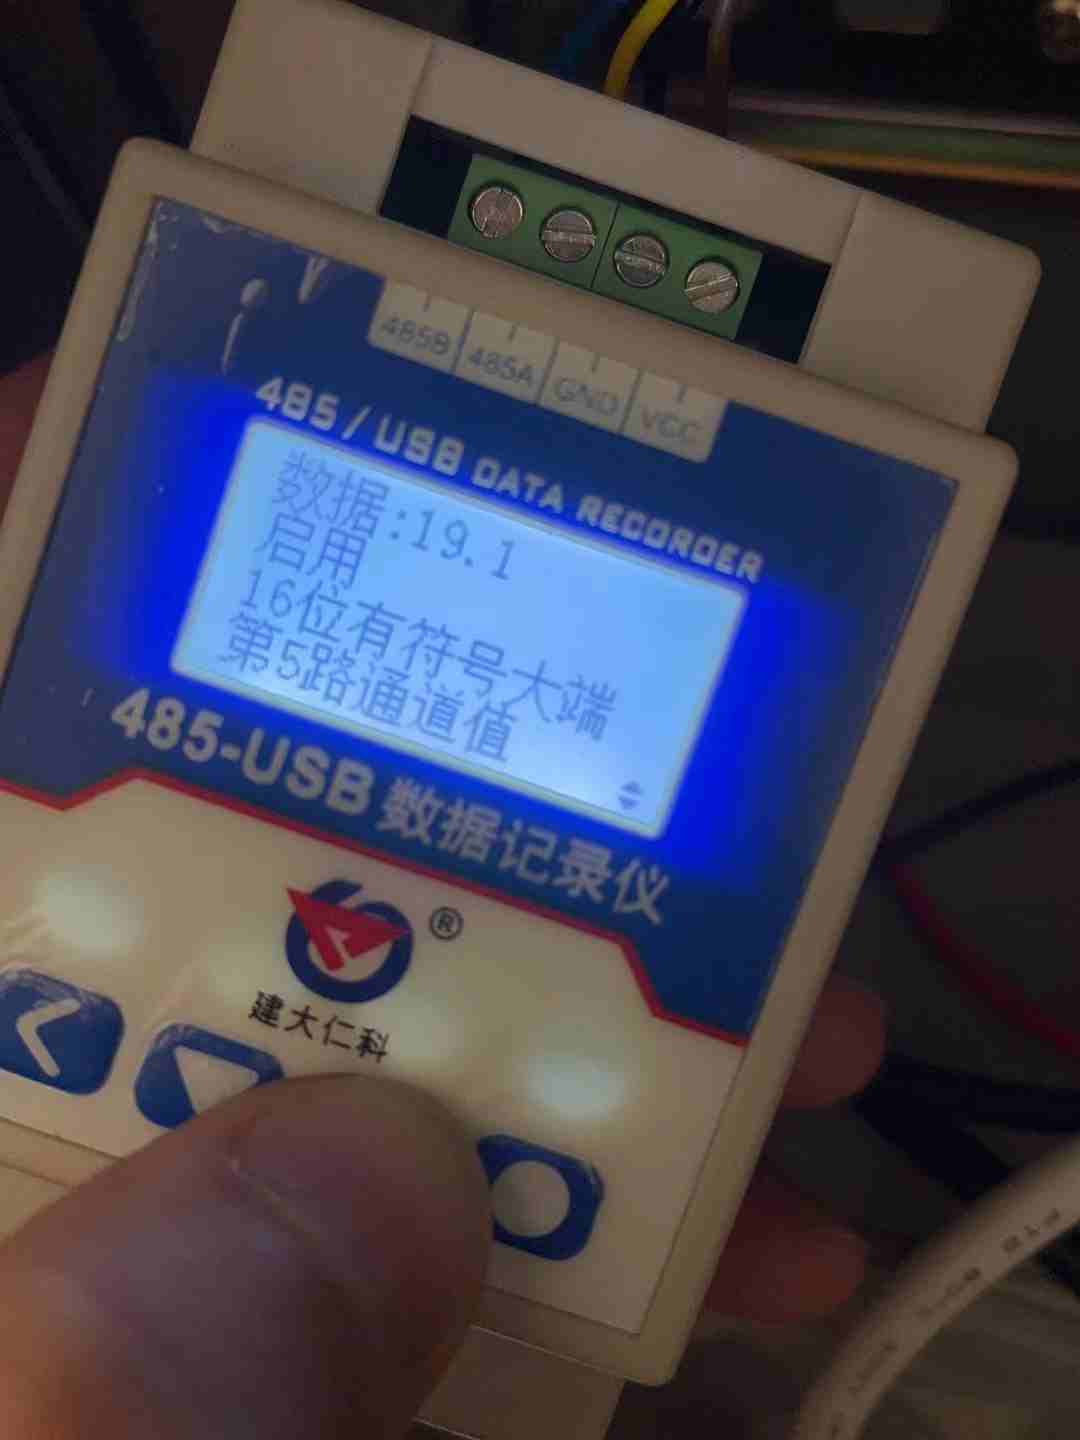 485B 485A GND VCC
485/USB DATA RECORDER
数据:19.1
启用
16位有符号大端
第5路通道值
485-USB 数据记录仪
®
建大仁科